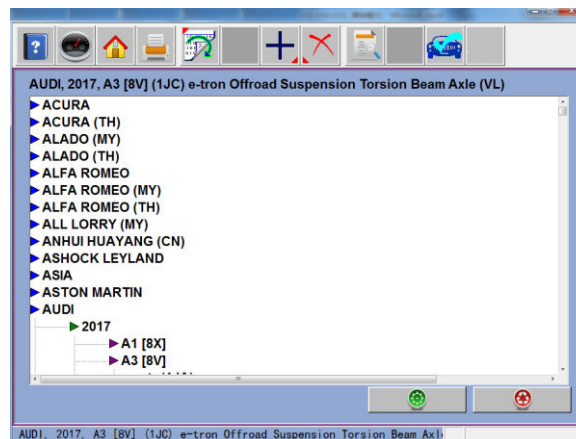 AUDI, 2017, A3 [8V] (1JC) e-tron Offroad Suspension Torsion Beam Axle (VL)
ACURA
ACURA (TH)
ALADO (MY)
ALADO (TH)
ALFA ROMEO
ALFA ROMEO (MY)
ALFA ROMEO (TH)
ALL LORRY (MY)
ANHUI HUAYANG (CN)
ASHOCK LEYLAND
ASIA
ASTON MARTIN
AUDI
2017
A1 [8X]
A3 [8V]
AUDI, 2017, A3 [8V] (1JC) e-tron Offroad Suspension Torsion Beam Axl